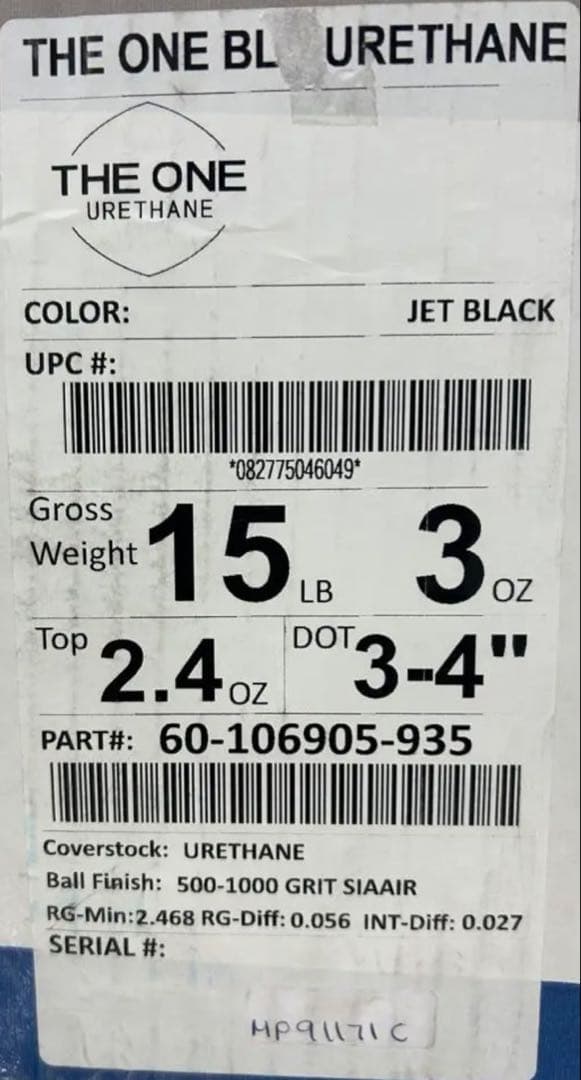 THE ONE BL URETHANE
THE ONE
URETHANE
COLOR: JET BLACK
UPC #:
*082775046049*
Gross Weight 15 LB 3 OZ
Top 2.4 OZ DOT 3-4"
PART#: 60-106905-935
Coverstock: URETHANE
Ball Finish: 500-1000 GRIT SIAAIR
RG-Min:2.468 RG-Diff: 0.056 INT-Diff: 0.027
SERIAL #:
MP91171C